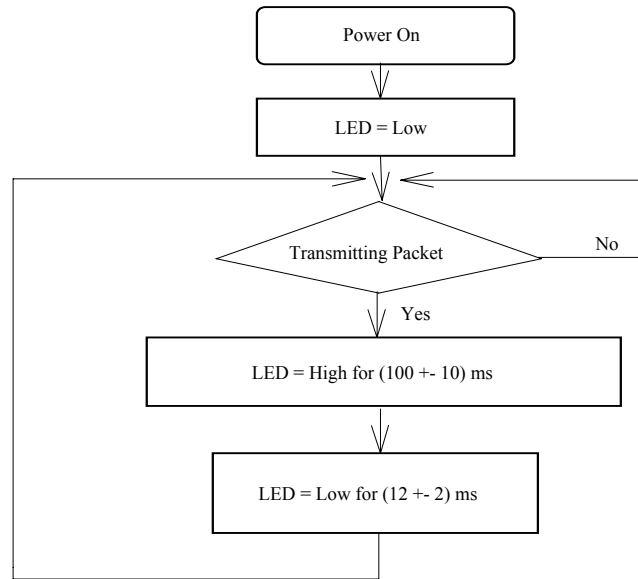 Power On
LED = Low
Transmitting Packet
No
Yes
LED = High for (100 +- 10) ms
LED = Low for (12 +- 2) ms